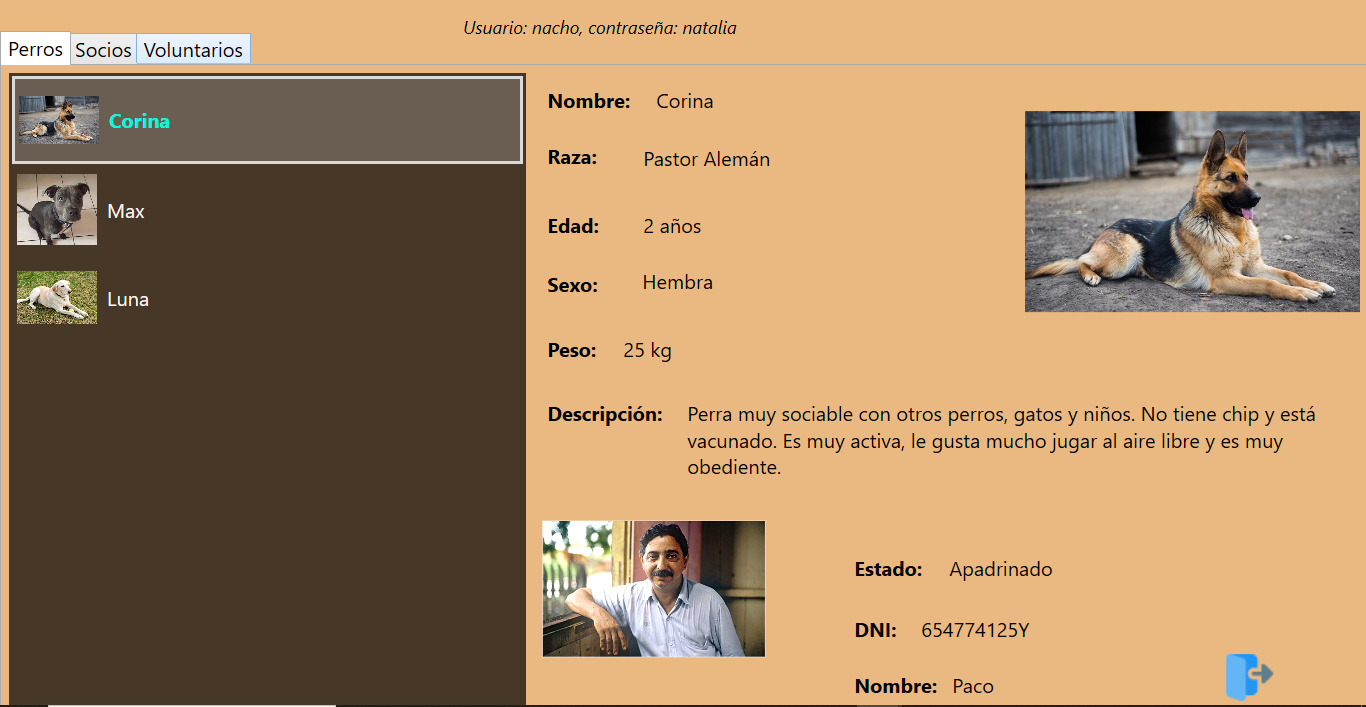 Usuario: nacho, contraseña: natalia
Perros Socios Voluntarios
Corina
Max
Luna
Nombre: Corina
Raza: Pastor Alemán
Edad: 2 años
Sexo: Hembra
Peso: 25 kg
Descripción: Perra muy sociable con otros perros, gatos y niños. No tiene chip y está
vacunado. Es muy activa, le gusta mucho jugar al aire libre y es muy
obediente.
Estado: Apadrinado
DNI: 654774125Y
Nombre: Paco